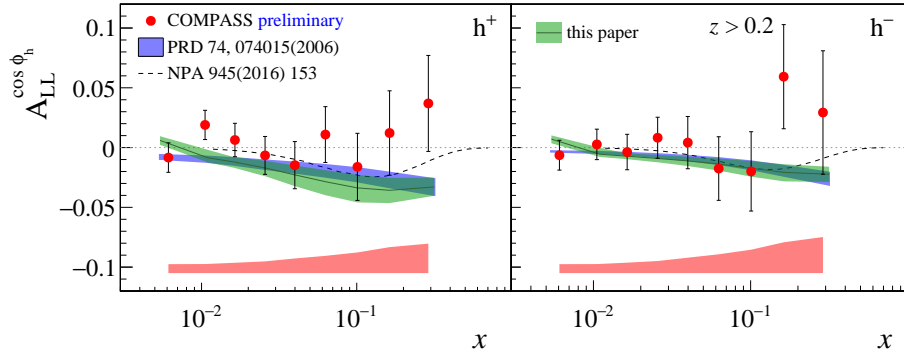 COMPASS preliminary
PRD 74, 074015(2006)
NPA 945(2016) 153
h⁺
this paper
z > 0.2
h⁻
A_LL^cos ϕ_h
0.1
0.05
0
−0.05
−0.1
10⁻² 10⁻¹ x
10⁻² 10⁻¹ x